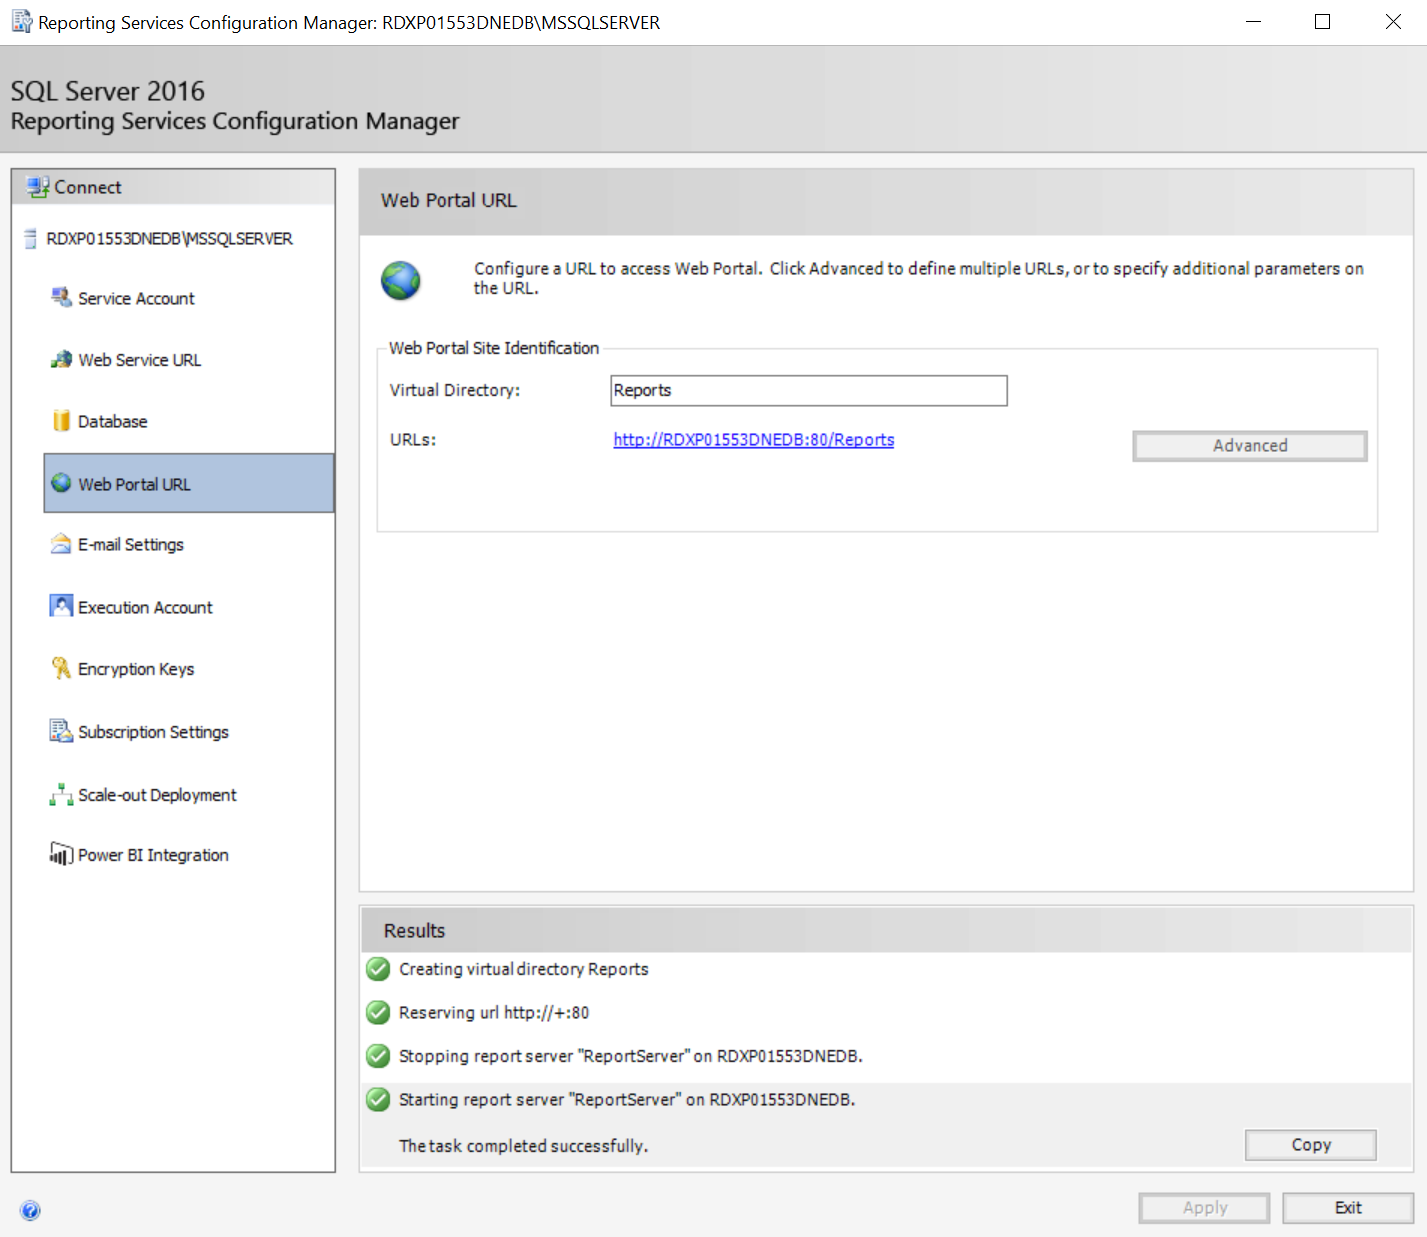 Reporting Services Configuration Manager: RDXP01553DNEDB\MSSQLSERVER
SQL Server 2016
Reporting Services Configuration Manager
Connect
RDXP01553DNEDB\MSSQLSERVER
Service Account
Web Service URL
Database
Web Portal URL
E-mail Settings
Execution Account
Encryption Keys
Subscription Settings
Scale-out Deployment
Power BI Integration
Web Portal URL
Configure a URL to access Web Portal.  Click Advanced to define multiple URLs, or to specify additional parameters on
the URL.
Web Portal Site Identification
Virtual Directory:
Reports
URLs:
http://RDXP01553DNEDB:80/Reports
Advanced
Results
Creating virtual directory Reports
Reserving url http://+:80
Stopping report server "ReportServer" on RDXP01553DNEDB.
Starting report server "ReportServer" on RDXP01553DNEDB.
The task completed successfully.
Copy
Apply
Exit